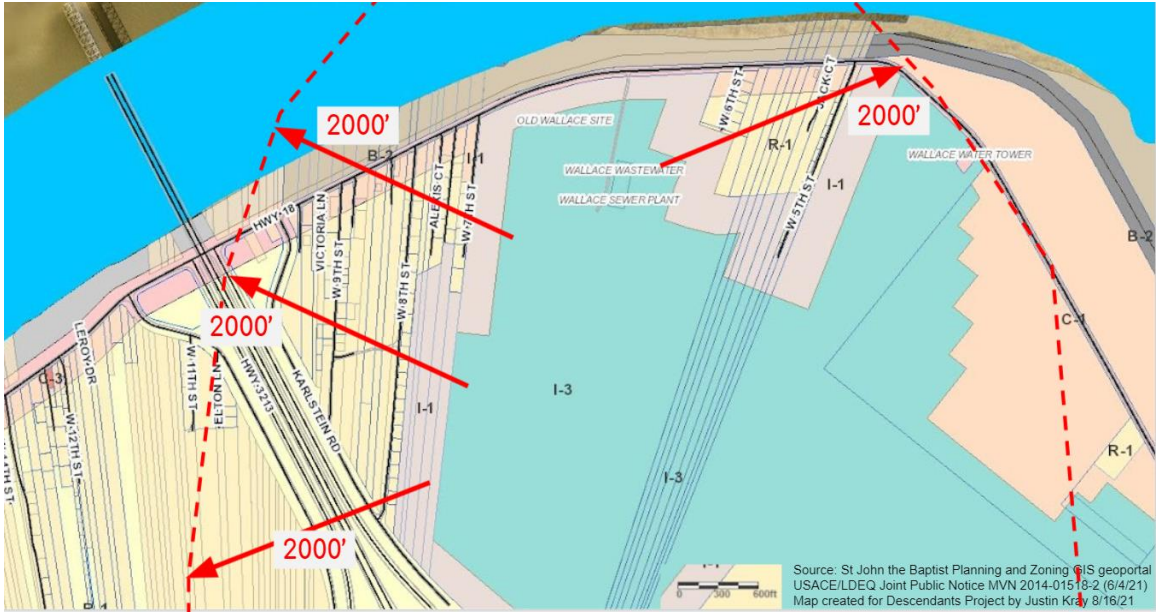 2000'
HWY-18
B-2
I-1
VICTORIA LN
W·9TH ST
ALEXIS CT
W·7TH ST
W·8TH ST
OLD WALLACE SITE
WALLACE WASTEWATER
WALLACE SEWER PLANT
W·6TH ST
R-1
W·5TH ST
I-1
2000'
WALLACE WATER TOWER
B-2
C-1
LEROY·DR
C-3
W·12TH ST
W·11TH ST
ELTON LN
2000'
HWY·3213
KARLSTEIN RD
I-1
I-3
I-3
R-1
2000'
0 300 600ft
Source: St John the Baptist Planning and Zoning GIS geoportal
USACE/LDEQ Joint Public Notice MVN 2014-01518-2 (6/4/21)
Map created for Descendants Project by Justin Kray 8/16/21